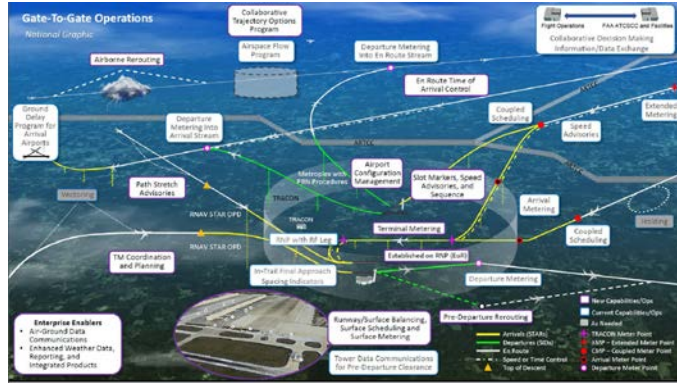 Gate-To-Gate Operations
National Graphic
Collaborative
Trajectory Options
Program
Airspace Flow
Program
Departure Metering
Into En Route Stream
Flight Operations
FAA ATCSCC and Facilities
Collaborative Decision Making
Information/Data Exchange
Airborne Rerouting
En Route Time of
Arrival Control
Ground
Delay
Program for
Arrival
Airports
Departure
Metering Into
Arrival Stream
Coupled
Scheduling
Extended
Metering
Speed
Advisories
ARTCC
Airport
Configuration
Management
Metroplex with
PBN Procedures
Slot Markers, Speed
Advisories, and
Sequence
Vectoring
Path Stretch
Advisories
TRACON
TRACON
Arrival
Metering
Holding
RNAV STAR OPD
Terminal Metering
Coupled
Scheduling
RNP with RF Leg
RNAV STAR OPD
Established on RNP (EoR)
TM Coordination
and Planning
In-Trail Final Approach
Spacing Indicators
Departure Metering
Pre-Departure Rerouting
Enterprise Enablers
• Air-Ground Data
Communications
• Enhanced Weather Data,
Reporting, and
Integrated Products
Runway/Surface Balancing,
Surface Scheduling and
Surface Metering
Tower Data Communications
for Pre-Departure Clearance
New Capabilities/Ops
Current Capabilities/Ops
As Needed
Arrivals (STARs)
Departures (SIDs)
En Route
Speed or Time Control
Top of Descent
TRACON Meter Point
XMP – Extended Meter Point
CMP – Coupled Meter Point
Arrival Meter Point
Departure Meter Point